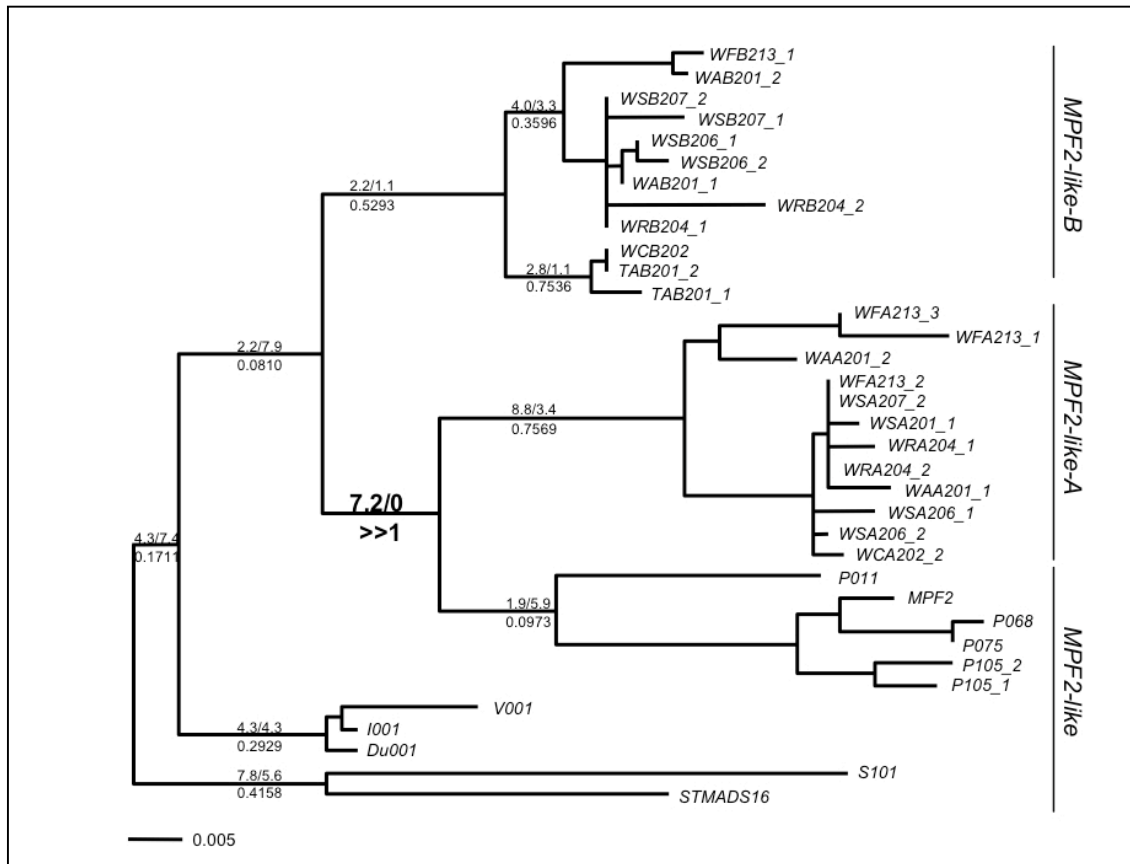 WFB213_1
WAB201_2
WSB207_2
4.0/3.3
0.3596
WSB207_1
WSB206_1
WSB206_2
WAB201_1
2.2/1.1
0.5293
WRB204_2
WRB204_1
WCB202
2.8/1.1
0.7536
TAB201_2
TAB201_1
MPF2-like-B
WFA213_3
WFA213_1
2.2/7.9
0.0810
WAA201_2
WFA213_2
WSA207_2
8.8/3.4
0.7569
WSA201_1
WRA204_1
WRA204_2
WAA201_1
7.2/0
>>1
WSA206_1
WSA206_2
WCA202_2
MPF2-like-A
4.3/7.4
0.1711
P011
1.9/5.9
0.0973
MPF2
P068
P075
P105_2
P105_1
V001
4.3/4.3
0.2929
I001
Du001
7.8/5.6
0.4158
S101
STMADS16
MPF2-like
0.005